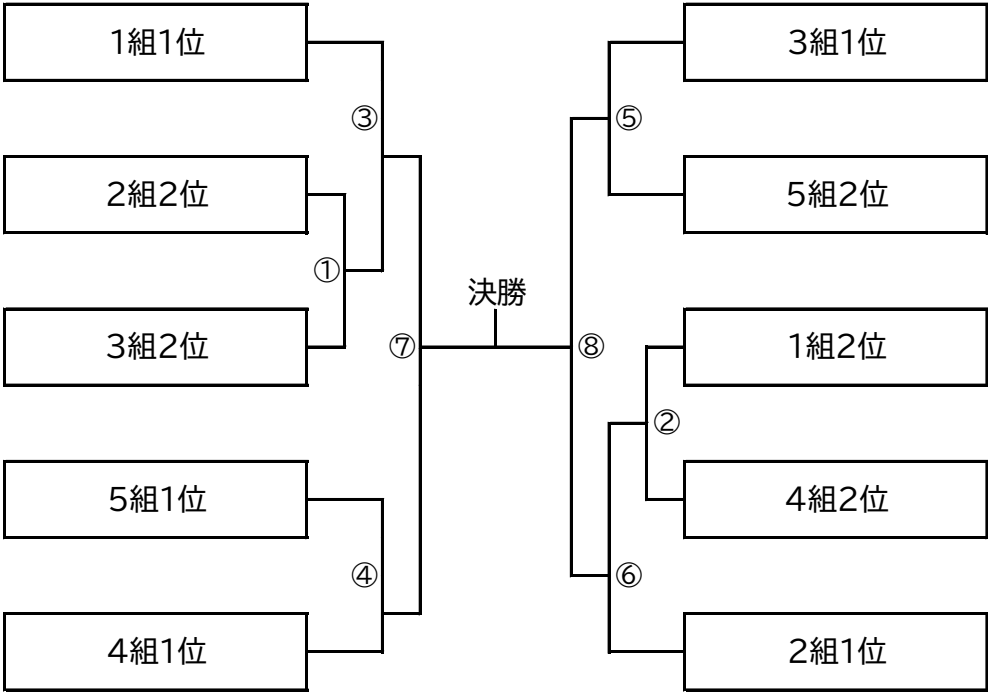 1組1位
③
2組2位
①
3組2位
⑦
5組1位
④
4組1位
決勝
3組1位
⑤
5組2位
⑧
1組2位
②
4組2位
⑥
2組1位